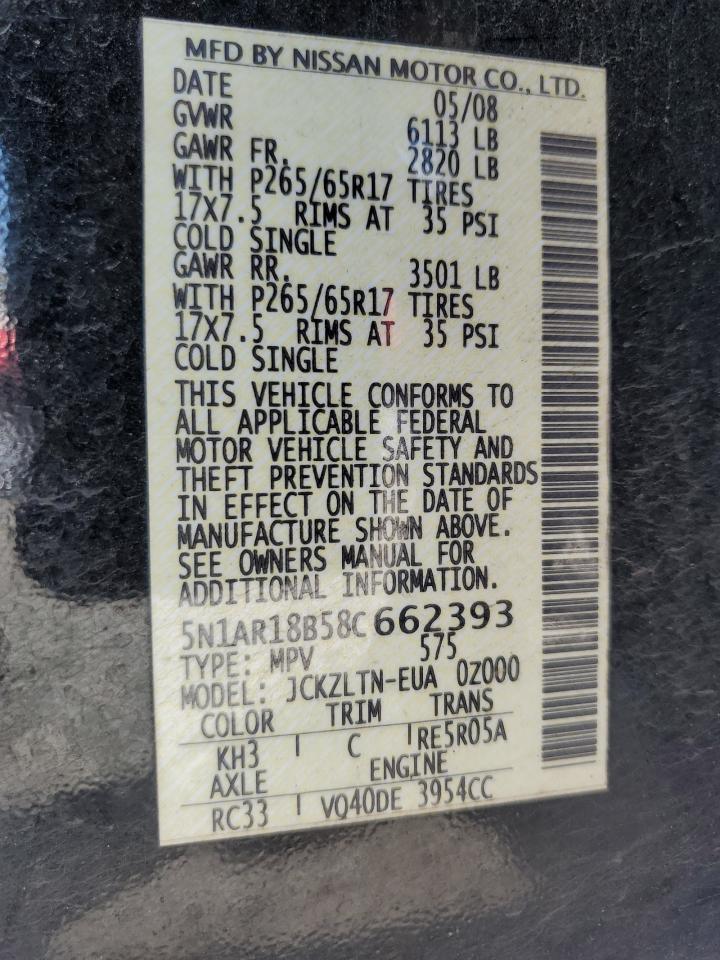 MFD BY NISSAN MOTOR CO., LTD.
DATE 05/08
GVWR 6113 LB
GAWR FR. 2820 LB
WITH P265/65R17 TIRES
17X7.5 RIMS AT 35 PSI
COLD SINGLE
GAWR RR. 3501 LB
WITH P265/65R17 TIRES
17X7.5 RIMS AT 35 PSI
COLD SINGLE
THIS VEHICLE CONFORMS TO
ALL APPLICABLE FEDERAL
MOTOR VEHICLE SAFETY AND
THEFT PREVENTION STANDARDS
IN EFFECT ON THE DATE OF
MANUFACTURE SHOWN ABOVE.
SEE OWNERS MANUAL FOR
ADDITIONAL INFORMATION.
5N1AR18B58C662393
TYPE: MPV 575
MODEL: JCKZLTN-EUA 0Z000
COLOR TRIM TRANS
KH3 C RE5R05A
AXLE ENGINE
RC33 VQ40DE 3954CC